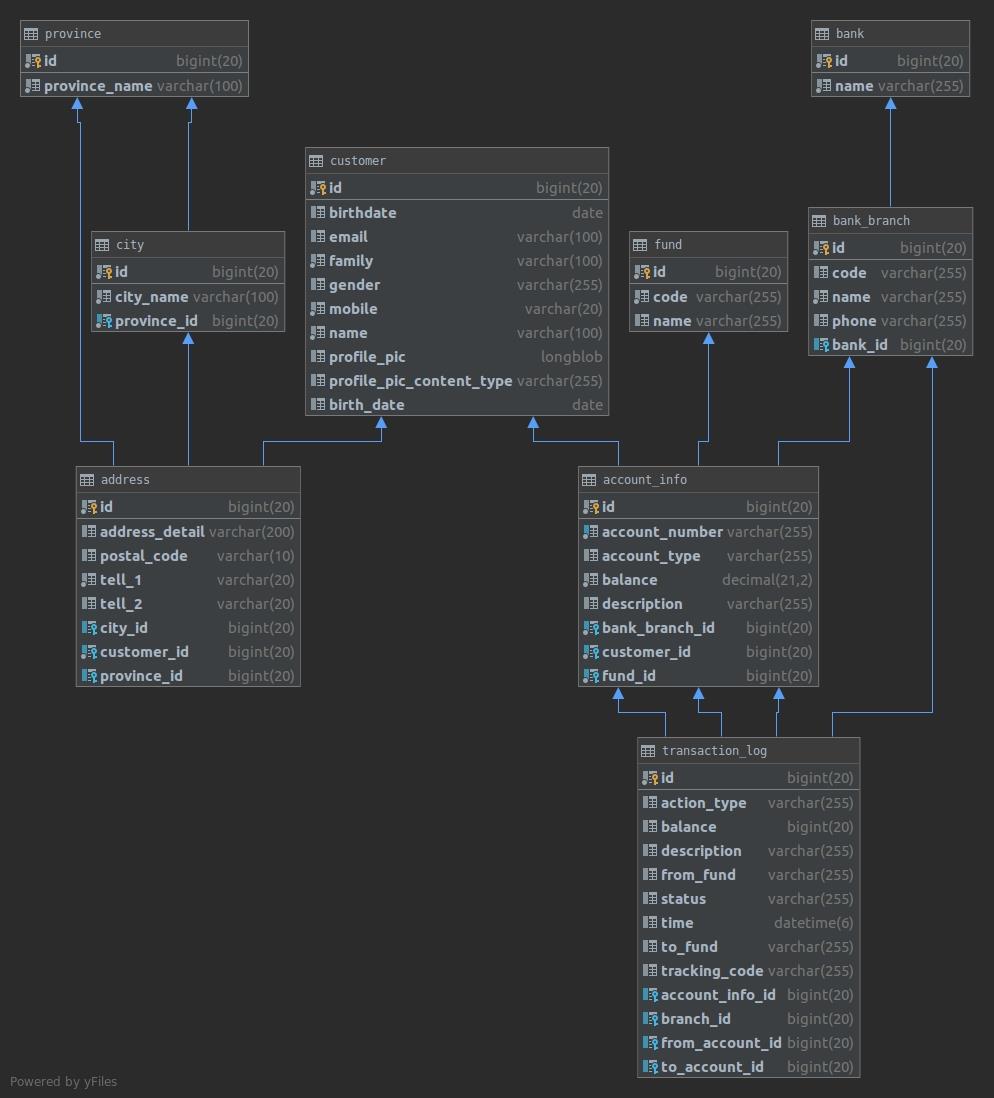 province
id bigint(20)
province_name varchar(100)
bank
id bigint(20)
name varchar(255)
customer
id bigint(20)
birthdate date
email varchar(100)
family varchar(100)
gender varchar(255)
mobile varchar(20)
name varchar(100)
profile_pic longblob
profile_pic_content_type varchar(255)
birth_date date
bank_branch
id bigint(20)
code varchar(255)
name varchar(255)
phone varchar(255)
bank_id bigint(20)
city
id bigint(20)
city_name varchar(100)
province_id bigint(20)
fund
id bigint(20)
code varchar(255)
name varchar(255)
address
id bigint(20)
address_detail varchar(200)
postal_code varchar(10)
tell_1 varchar(20)
tell_2 varchar(20)
city_id bigint(20)
customer_id bigint(20)
province_id bigint(20)
account_info
id bigint(20)
account_number varchar(255)
account_type varchar(255)
balance decimal(21,2)
description varchar(255)
bank_branch_id bigint(20)
customer_id bigint(20)
fund_id bigint(20)
transaction_log
id bigint(20)
action_type varchar(255)
balance bigint(20)
description varchar(255)
from_fund varchar(255)
status varchar(255)
time datetime(6)
to_fund varchar(255)
tracking_code varchar(255)
account_info_id bigint(20)
branch_id bigint(20)
from_account_id bigint(20)
to_account_id bigint(20)
Powered by yFiles